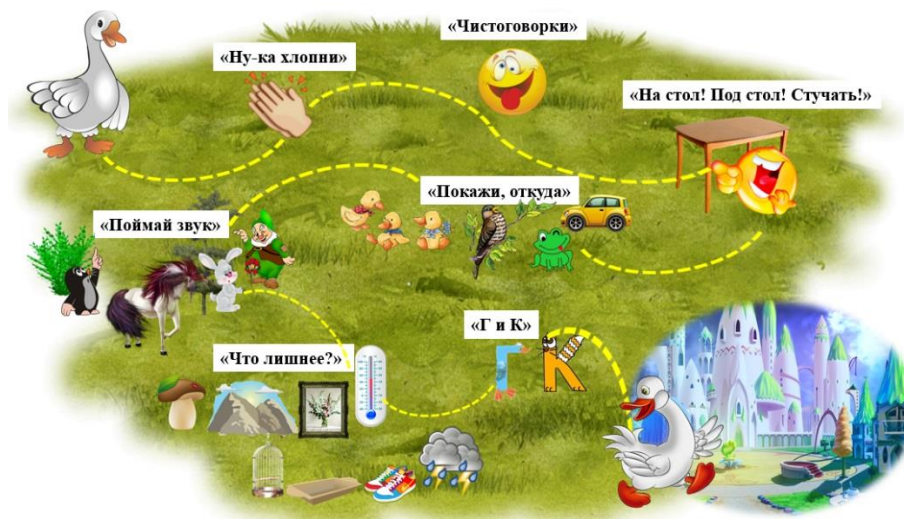 «Чистоговорки»
«Ну-ка хлопни»
«На стол! Под стол! Стучать!»
«Покажи, откуда»
«Поймай звук»
«Г и К»
«Что лишнее?»
Г К